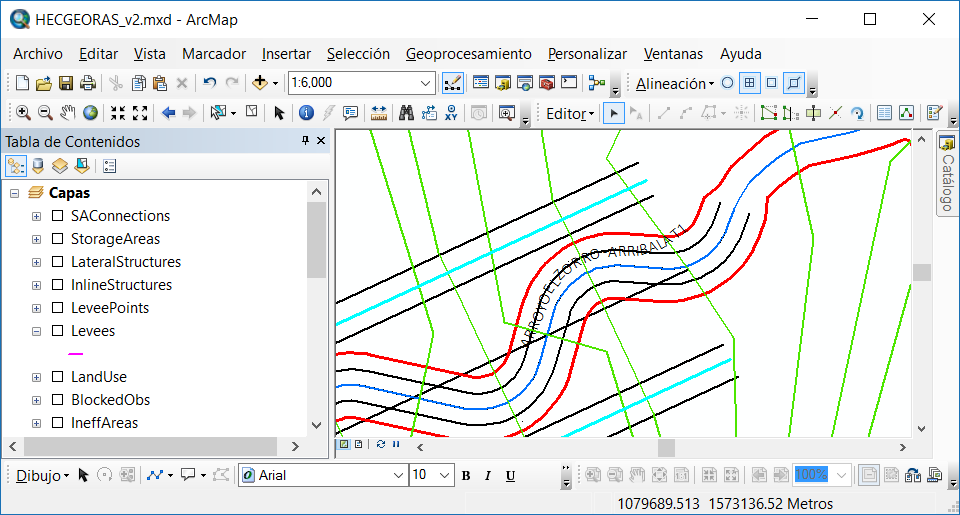 HECGEORAS_v2.mxd - ArcMap
Archivo Editar Vista Marcador Insertar Selección Geoprocesamiento Personalizar Ventanas Ayuda
1:6,000 Alineación
Editor
Tabla de Contenidos
Capas
SAConnections
StorageAreas
LateralStructures
InlineStructures
LeveePoints
Levees
LandUse
BlockedObs
IneffAreas
ARROYO EL ZORRO - ARRIBALA T1
Catálogo
Dibujo Arial 10 B I U 100%
1079689.513 1573136.52 Metros